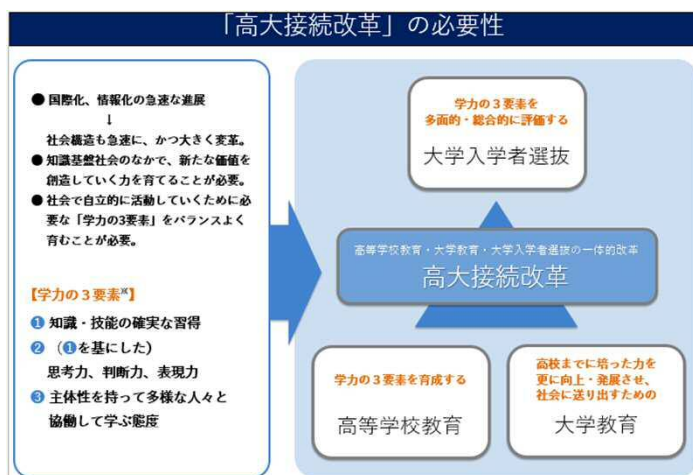 「高大接続改革」の必要性
● 国際化、情報化の急速な進展
↓
社会構造も急速に、かつ大きく変革。
● 知識基盤社会のなかで、新たな価値を
創造していく力を育てることが必要。
● 社会で自立的に活動していくために必
要な「学力の3要素」をバランスよく
育むことが必要。
【学力の3要素※】
❶ 知識・技能の確実な習得
❷ (❶を基にした)
思考力、判断力、表現力
❸ 主体性を持って多様な人々と
協働して学ぶ態度
学力の3要素を
多面的・総合的に評価する
大学入学者選抜
高等学校教育・大学教育・大学入学者選抜の一体的改革
高大接続改革
学力の3要素を育成する
高等学校教育
高校までに培った力を
更に向上・発展させ、
社会に送り出すための
大学教育